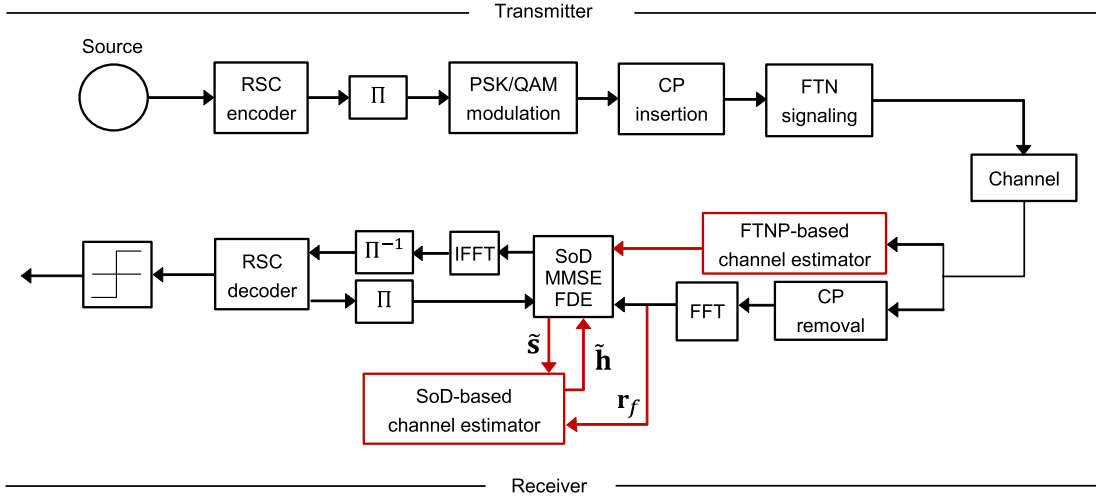 Transmitter
Source
RSC
encoder
Π
PSK/QAM
modulation
CP
insertion
FTN
signaling
Channel
FTNP-based
channel estimator
SoD
MMSE
FDE
IFFT
Π⁻¹
RSC
decoder
Π
FFT
CP
removal
s̃
h̃
r_f
SoD-based
channel estimator
Receiver